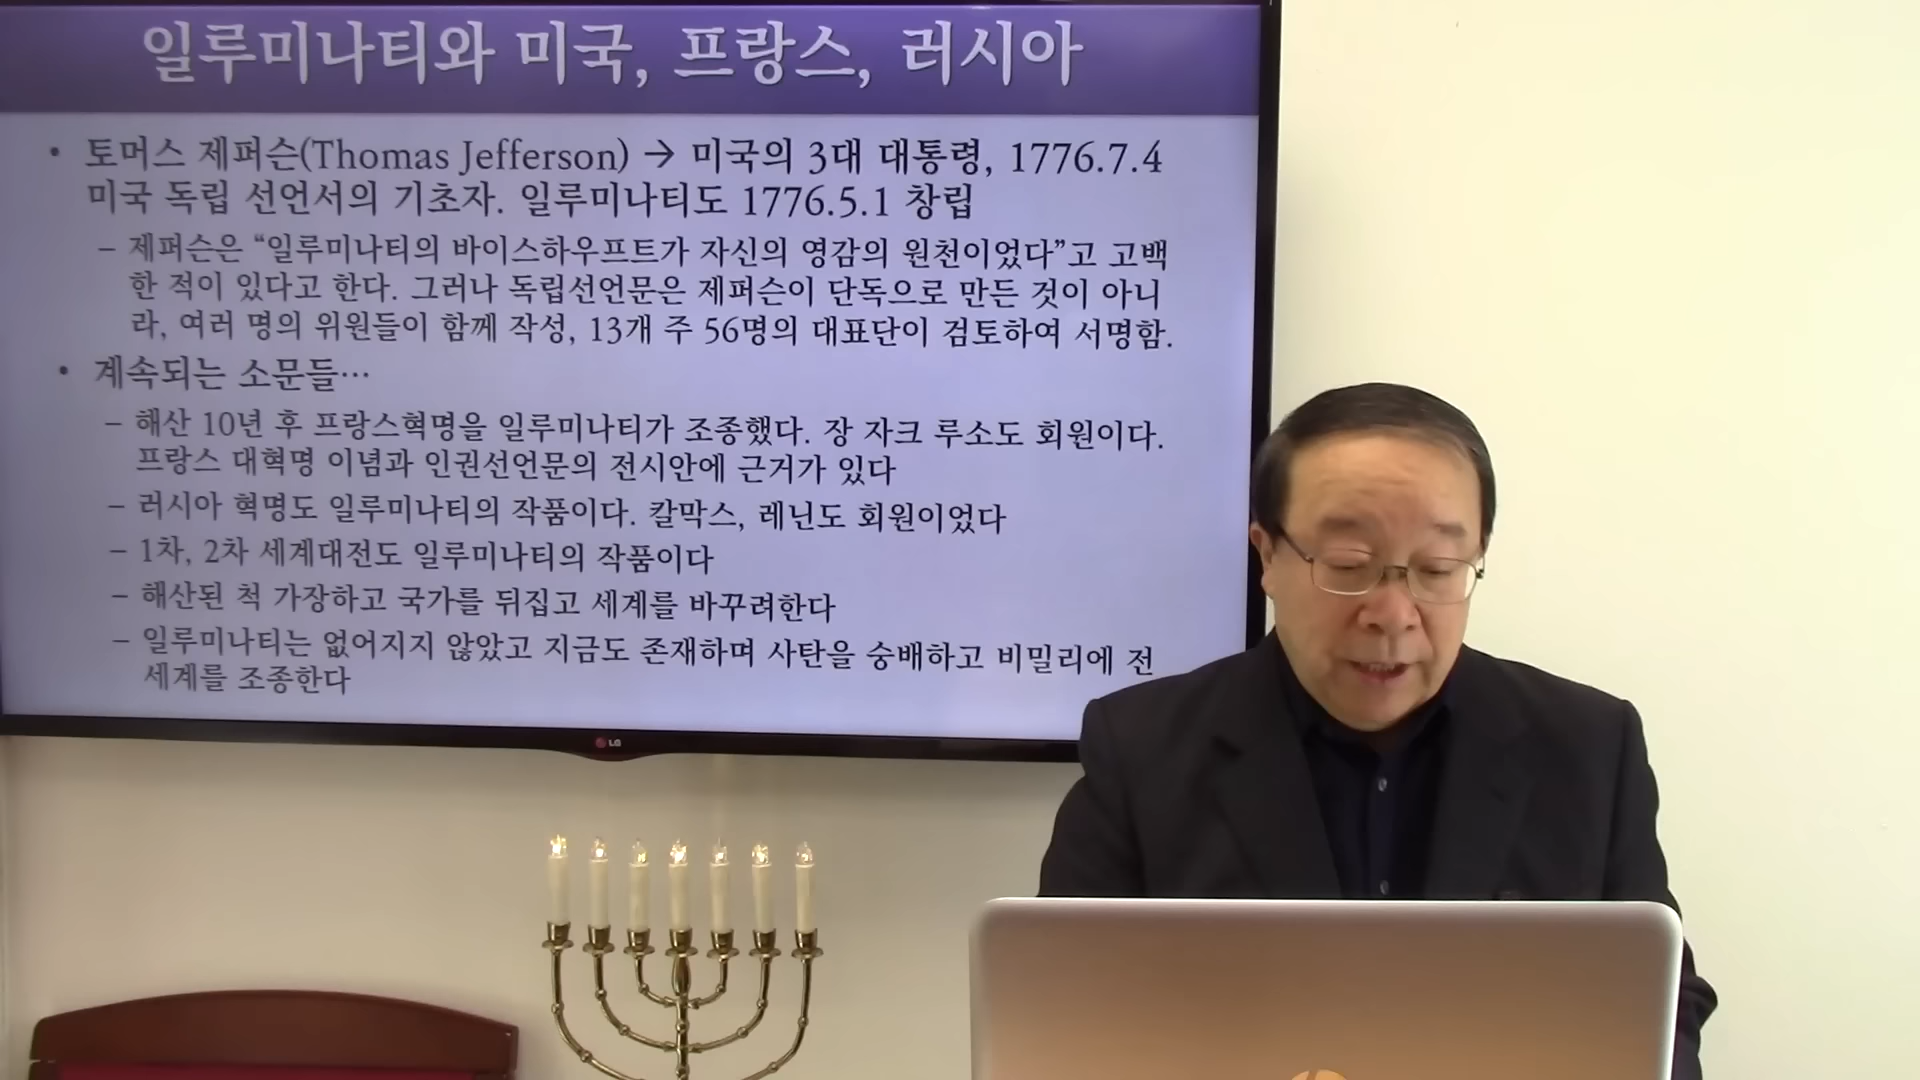 일루미나티와 미국, 프랑스, 러시아
• 토머스 제퍼슨(Thomas Jefferson) → 미국의 3대 대통령, 1776.7.4
미국 독립 선언서의 기초자. 일루미나티도 1776.5.1 창립
– 제퍼슨은 “일루미나티의 바이스하우프트가 자신의 영감의 원천이었다”고 고백
한 적이 있다고 한다. 그러나 독립선언문은 제퍼슨이 단독으로 만든 것이 아니
라, 여러 명의 위원들이 함께 작성, 13개 주 56명의 대표단이 검토하여 서명함.
• 계속되는 소문들…
– 해산 10년 후 프랑스혁명을 일루미나티가 조종했다. 장 자크 루소도 회원이다.
프랑스 대혁명 이념과 인권선언문의 전시안에 근거가 있다
– 러시아 혁명도 일루미나티의 작품이다. 칼막스, 레닌도 회원이었다
– 1차, 2차 세계대전도 일루미나티의 작품이다
– 해산된 척 가장하고 국가를 뒤집고 세계를 바꾸려한다
– 일루미나티는 없어지지 않았고 지금도 존재하며 사탄을 숭배하고 비밀리에 전
세계를 조종한다
LG